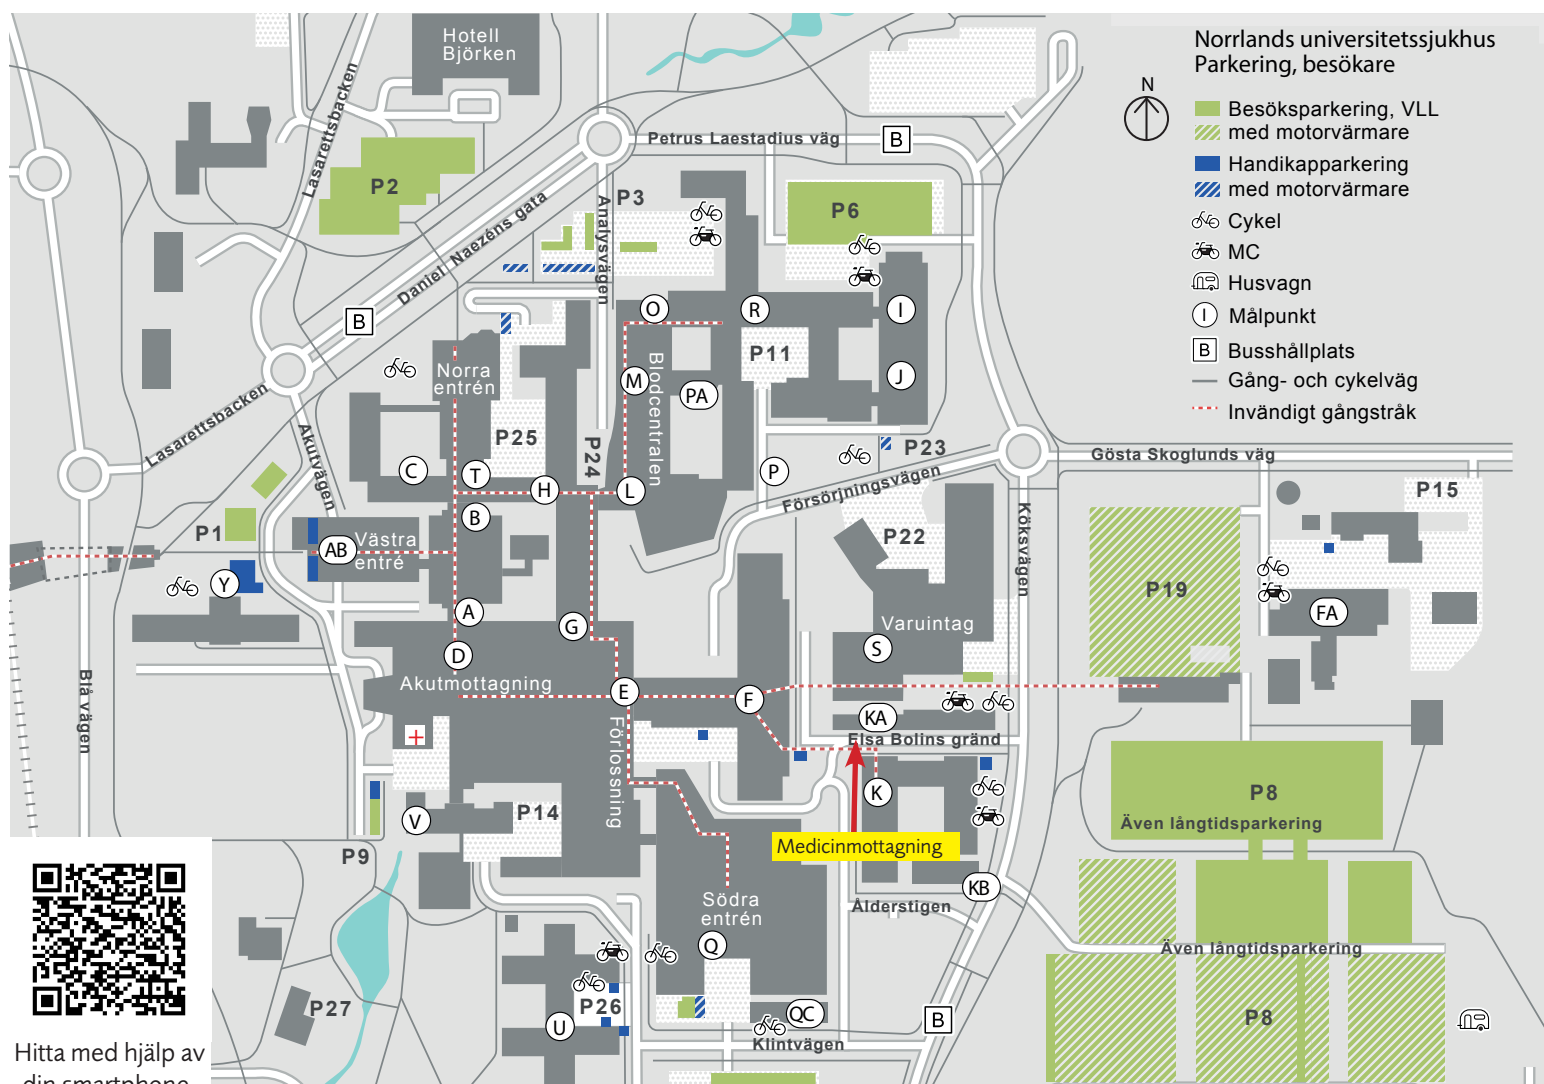 Hotell
Björken
Norrlands universitetssjukhus
Parkering, besökare
N
Besöksparkering, VLL
med motorvärmare
Handikapparkering
med motorvärmare
Cykel
MC
Husvagn
I Målpunkt
B Busshållplats
Gång- och cykelväg
Invändigt gångstråk
Lasarettsbacken
Petrus Laestadius väg
B
P2
P3
P6
Analysvägen
Daniel Naezéns gata
B
O
R
I
P11
Norra
entrén
Blodcentralen
M
PA
J
Lasarettsbacken
Akutvägen
P25
P24
P23
Gösta Skoglunds väg
C
T
H
L
P
Försörjningsvägen
P15
P1
B
AB
Västra
entré
P22
Köksvägen
Y
P19
A
G
FA
Varuintag
S
D
Akutmottagning
E
F
Blå vägen
KA
Elsa Bolins gränd
Förlossning
K
P8
V
P14
Även långtidsparkering
Medicinmottagning
P9
KB
Södra
entrén
Ålderstigen
Q
Även långtidsparkering
P27
P26
U
QC
B
P8
Klintvägen
Hitta med hjälp av
din smartphone